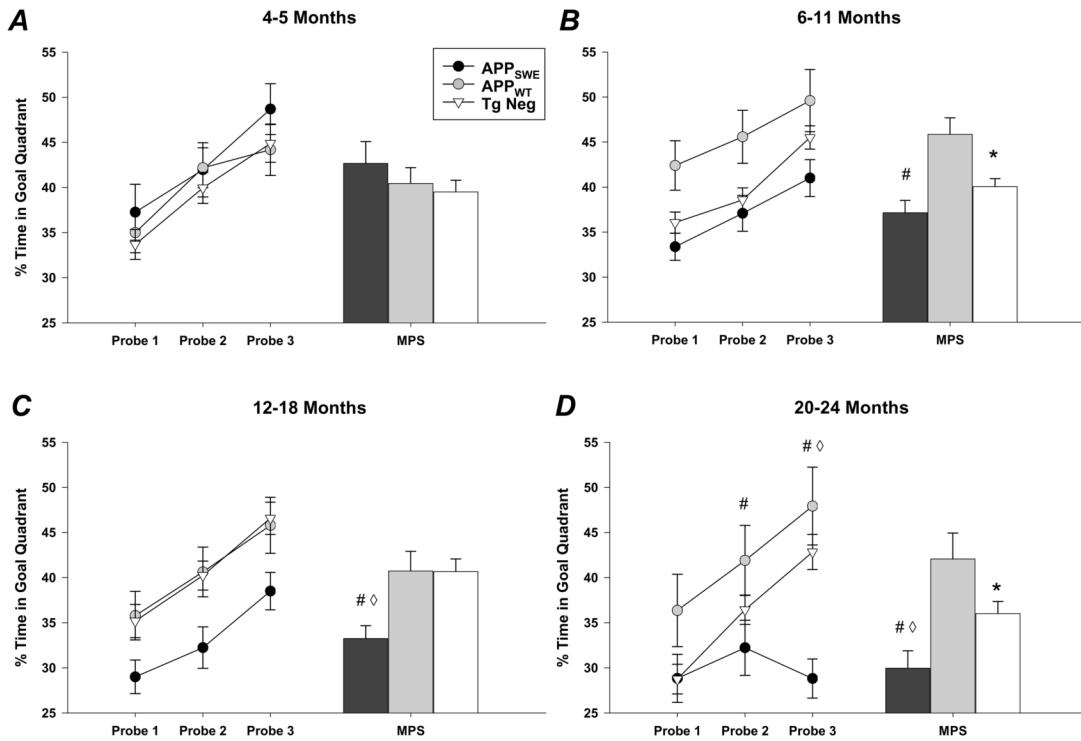 A
4-5 Months
% Time in Goal Quadrant
55
50
45
40
35
30
25
APP_SWE
APP_WT
Tg Neg
Probe 1 Probe 2 Probe 3 MPS
B
6-11 Months
% Time in Goal Quadrant
55
50
45
40
35
30
25
#
*
Probe 1 Probe 2 Probe 3 MPS
C
12-18 Months
% Time in Goal Quadrant
55
50
45
40
35
30
25
# ◊
Probe 1 Probe 2 Probe 3 MPS
D
20-24 Months
% Time in Goal Quadrant
55
50
45
40
35
30
25
#
# ◊
# ◊
*
Probe 1 Probe 2 Probe 3 MPS